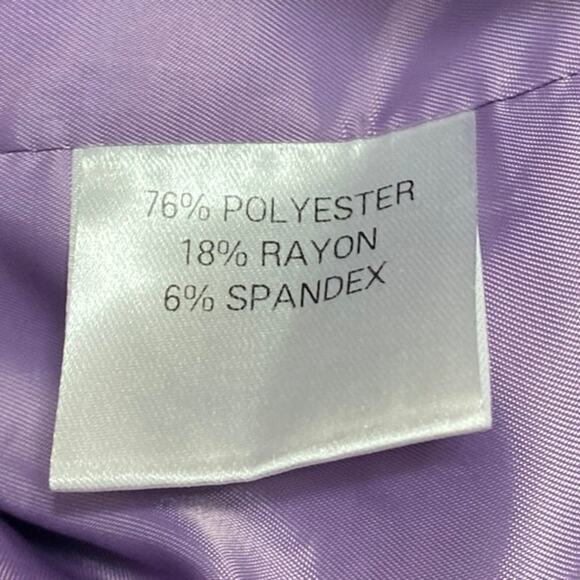 76% POLYESTER
18% RAYON
6% SPANDEX